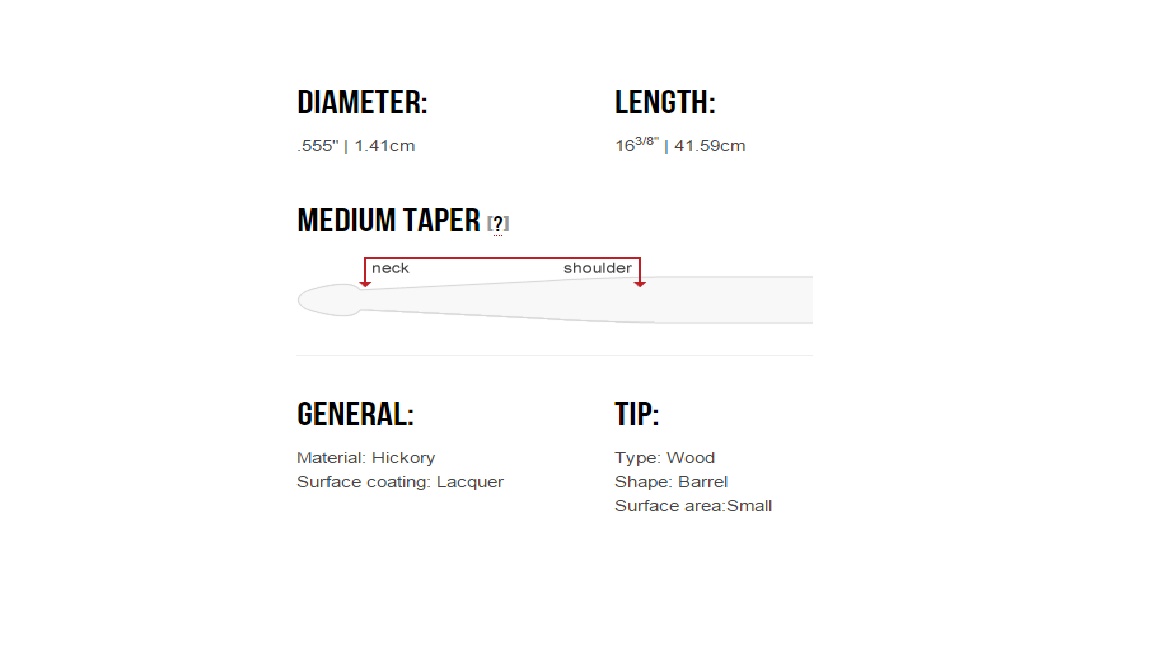 DIAMETER:
.555" | 1.41cm
LENGTH:
16 3/8" | 41.59cm
MEDIUM TAPER [?]
neck
shoulder
GENERAL:
Material: Hickory
Surface coating: Lacquer
TIP:
Type: Wood
Shape: Barrel
Surface area:Small